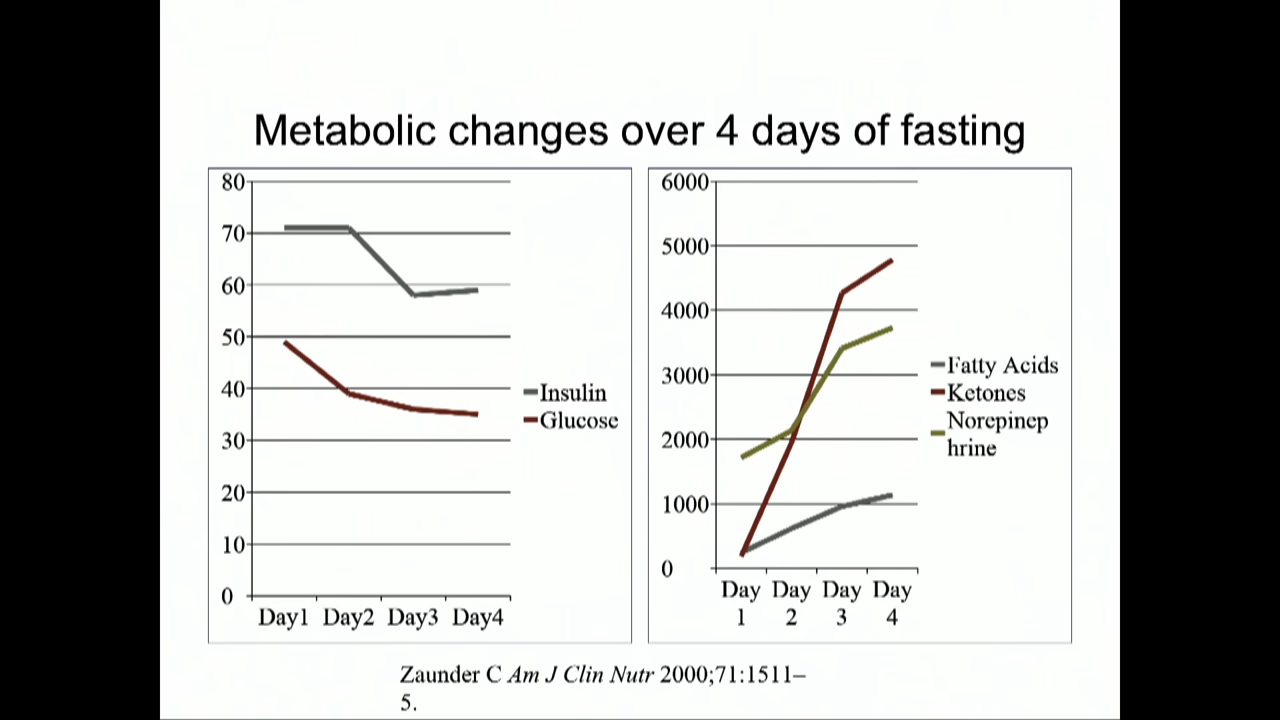 Metabolic changes over 4 days of fasting
80
70
60
50
40
30
20
10
0
Day1 Day2 Day3 Day4
Insulin
Glucose
6000
5000
4000
3000
2000
1000
0
Day Day Day Day
1 2 3 4
Fatty Acids
Ketones
Norepinep
hrine
Zaunder C Am J Clin Nutr 2000;71:1511–
5.